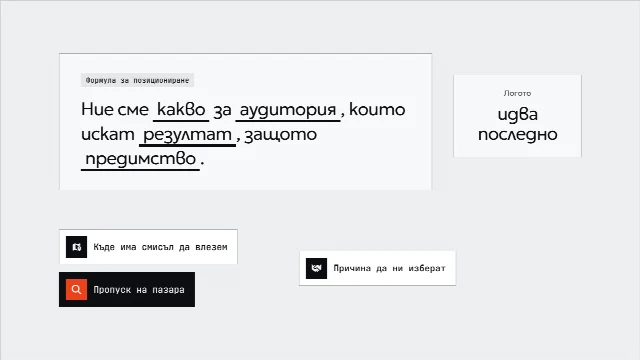 Формула за позициониране
Ние сме какво за аудитория, които
искат резултат, защото
предимство.
Логото
идва
последно
Къде има смисъл да влезем
Пропуск на пазара
Причина да ни изберат